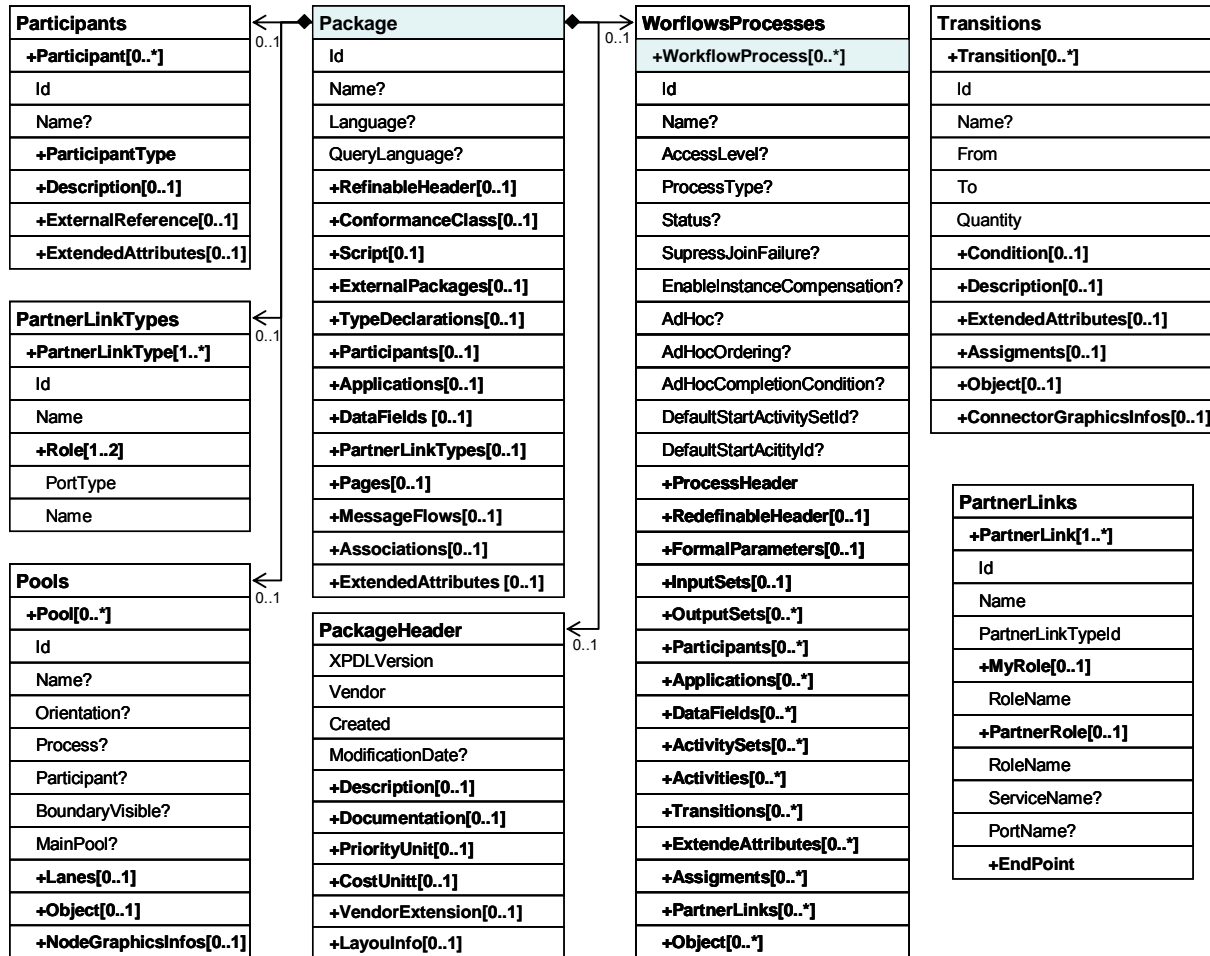 Participants
+Participant[0..*]
Id
Name?
+ParticipantType
+Description[0..1]
+ExternalReference[0..1]
+ExtendedAttributes[0..1]
0..1
PartnerLinkTypes
+PartnerLinkType[1..*]
Id
Name
+Role[1..2]
PortType
Name
0..1
Pools
+Pool[0..*]
Id
Name?
Orientation?
Process?
Participant?
BoundaryVisible?
MainPool?
+Lanes[0..1]
+Object[0..1]
+NodeGraphicsInfos[0..1]
0..1
Package
Id
Name?
Language?
QueryLanguage?
+RefinableHeader[0..1]
+ConformanceClass[0..1]
+Script[0.1]
+ExternalPackages[0..1]
+TypeDeclarations[0..1]
+Participants[0..1]
+Applications[0..1]
+DataFields [0..1]
+PartnerLinkTypes[0..1]
+Pages[0..1]
+MessageFlows[0..1]
+Associations[0..1]
+ExtendedAttributes [0..1]
PackageHeader
XPDLVersion
Vendor
Created
ModificationDate?
+Description[0..1]
+Documentation[0..1]
+PriorityUnit[0..1]
+CostUnitt[0..1]
+VendorExtension[0..1]
+LayouInfo[0..1]
0..1
0..1
WorflowsProcesses
+WorkflowProcess[0..*]
Id
Name?
AccessLevel?
ProcessType?
Status?
SupressJoinFailure?
EnableInstanceCompensation?
AdHoc?
AdHocOrdering?
AdHocCompletionCondition?
DefaultStartActivitySetId?
DefaultStartAcitityId?
+ProcessHeader
+RedefinableHeader[0..1]
+FormalParameters[0..1]
+InputSets[0..1]
+OutputSets[0..*]
+Participants[0..*]
+Applications[0..*]
+DataFields[0..*]
+ActivitySets[0..*]
+Activities[0..*]
+Transitions[0..*]
+ExtendeAttributes[0..*]
+Assigments[0..*]
+PartnerLinks[0..*]
+Object[0..*]
Transitions
+Transition[0..*]
Id
Name?
From
To
Quantity
+Condition[0..1]
+Description[0..1]
+ExtendedAttributes[0..1]
+Assigments[0..1]
+Object[0..1]
+ConnectorGraphicsInfos[0..1]
PartnerLinks
+PartnerLink[1..*]
Id
Name
PartnerLinkTypeId
+MyRole[0..1]
RoleName
+PartnerRole[0..1]
RoleName
ServiceName?
PortName?
+EndPoint